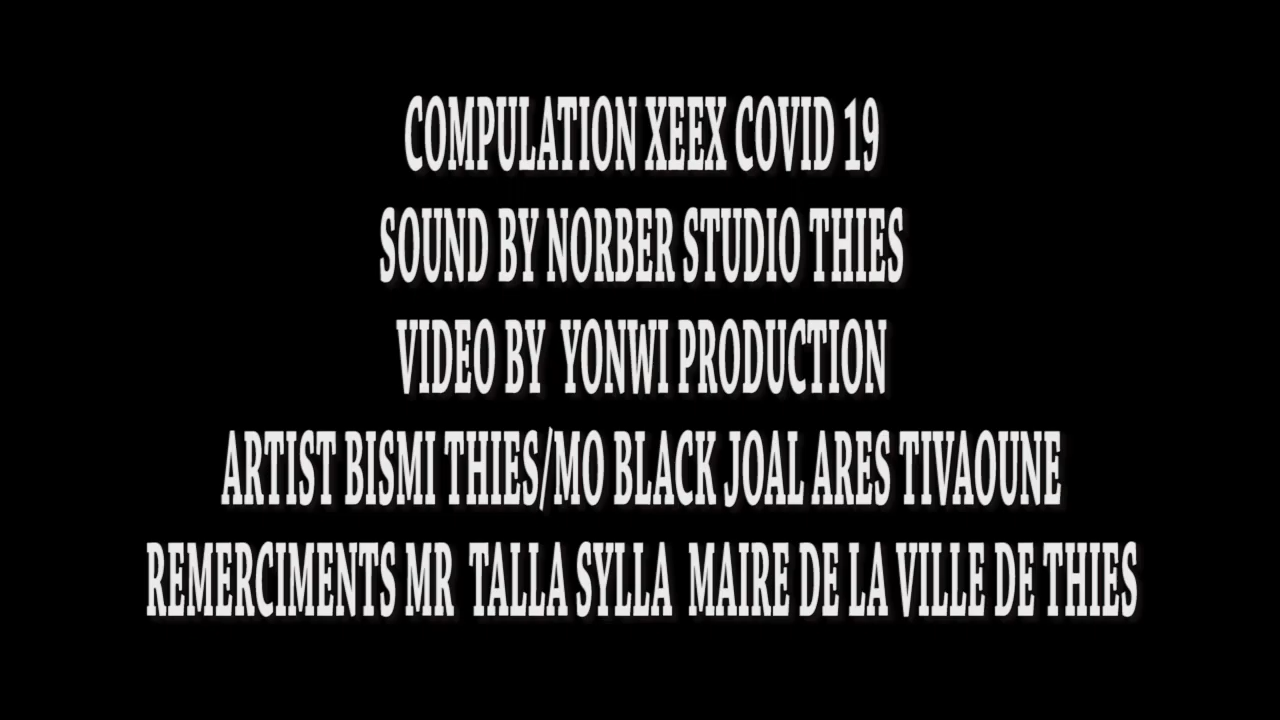 COMPULATION XEEX COVID 19
SOUND BY NORBER STUDIO THIES
VIDEO BY YONWI PRODUCTION
ARTIST BISMI THIES/MO BLACK JOAL ARES TIVAOUNE
REMERCIMENTS MR TALLA SYLLA MAIRE DE LA VILLE DE THIES